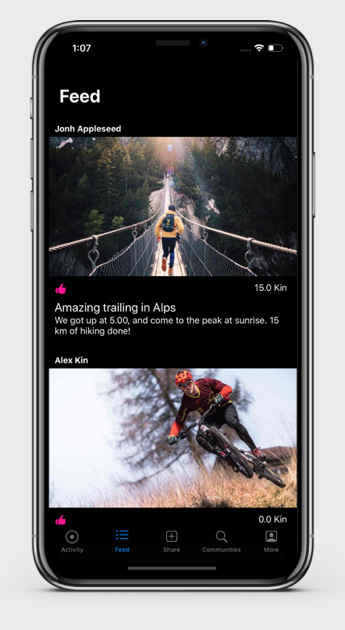 1:07
Feed
Jonh Appleseed
15.0 Kin
Amazing trailing in Alps
We got up at 5.00, and come to the peak at sunrise. 15
km of hiking done!
Alex Kin
0.0 Kin
Activity
Feed
Share
Communities
More